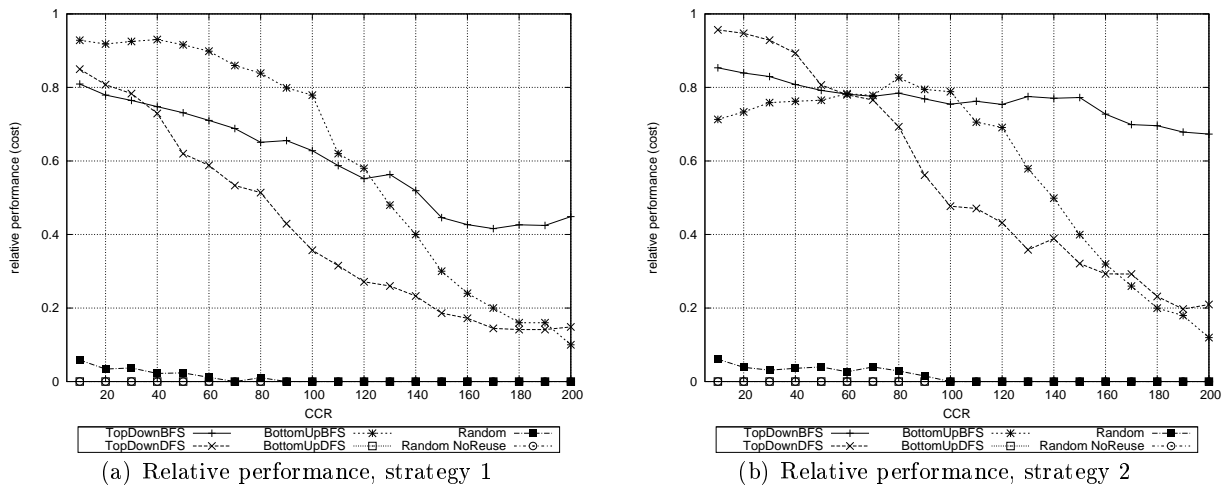 1
0.8
0.6
0.4
0.2
0
relative performance (cost)
20 40 60 80 100 120 140 160 180 200
CCR
TopDownBFS BottomUpBFS Random
TopDownDFS BottomUpDFS Random NoReuse
(a) Relative performance, strategy 1
1
0.8
0.6
0.4
0.2
0
relative performance (cost)
20 40 60 80 100 120 140 160 180 200
CCR
TopDownBFS BottomUpBFS Random
TopDownDFS BottomUpDFS Random NoReuse
(b) Relative performance, strategy 2